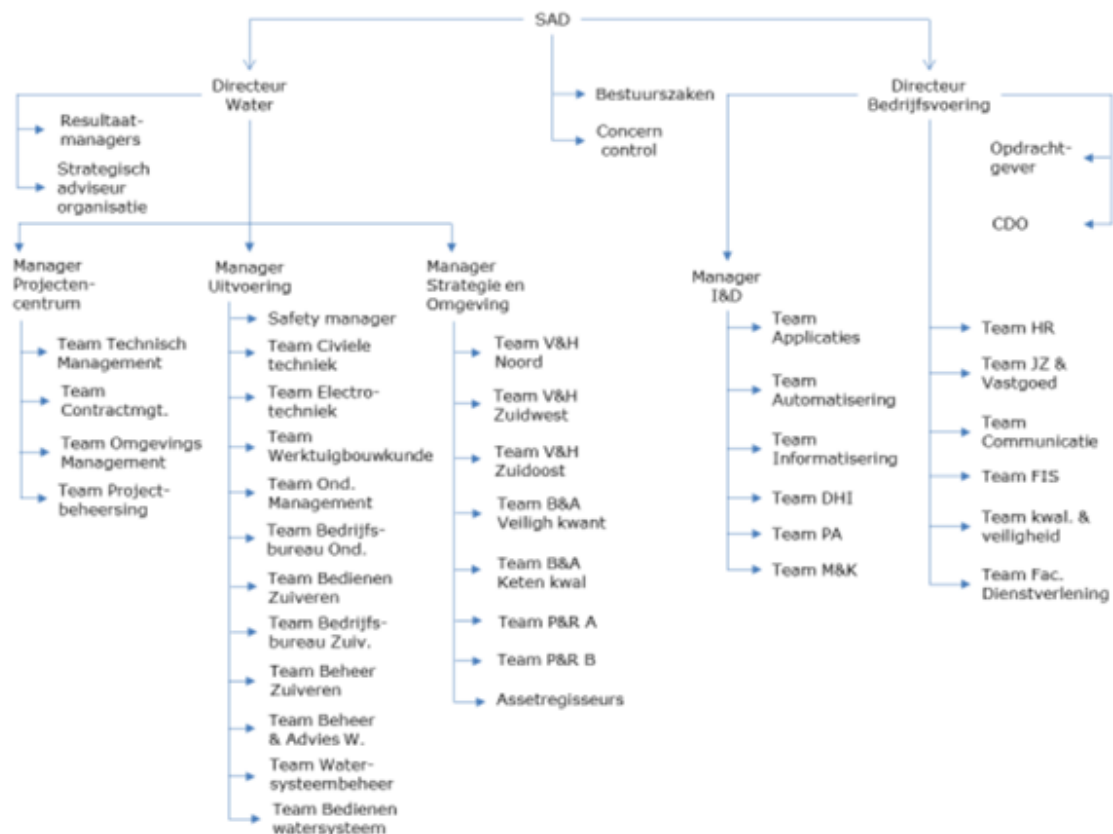 SAD
Directeur
Water
Bestuurszaken
Concern
control
Directeur
Bedrijfsvoering
Resultaat-
managers
Strategisch
adviseur
organisatie
Opdracht-
gever
CDO
Manager
Projecten-
centrum
Team Technisch
Management
Team
Contractmgt.
Team Omgevings
Management
Team Project-
beheersing
Manager
Uitvoering
Safety manager
Team Civiele
techniek
Team Electro-
techniek
Team
Werktuigbouwkunde
Team Ond.
Management
Team Bedrijfs-
bureau Ond.
Team Bedienen
Zuiveren
Team Bedrijfs-
bureau Zuiv.
Team Beheer
Zuiveren
Team Beheer
& Advies W.
Team Water-
systeembeheer
Team Bedienen
watersysteem
Manager
Strategie en
Omgeving
Team V&H
Noord
Team V&H
Zuidwest
Team V&H
Zuidoost
Team B&A
Veiligh kwant
Team B&A
Keten kwal
Team P&R A
Team P&R B
Assetregisseurs
Manager
I&D
Team
Applicaties
Team
Automatisering
Team
Informatisering
Team DHI
Team PA
Team M&K
Team HR
Team JZ &
Vastgoed
Team
Communicatie
Team FIS
Team kwal. &
veiligheid
Team Fac.
Dienstverlening